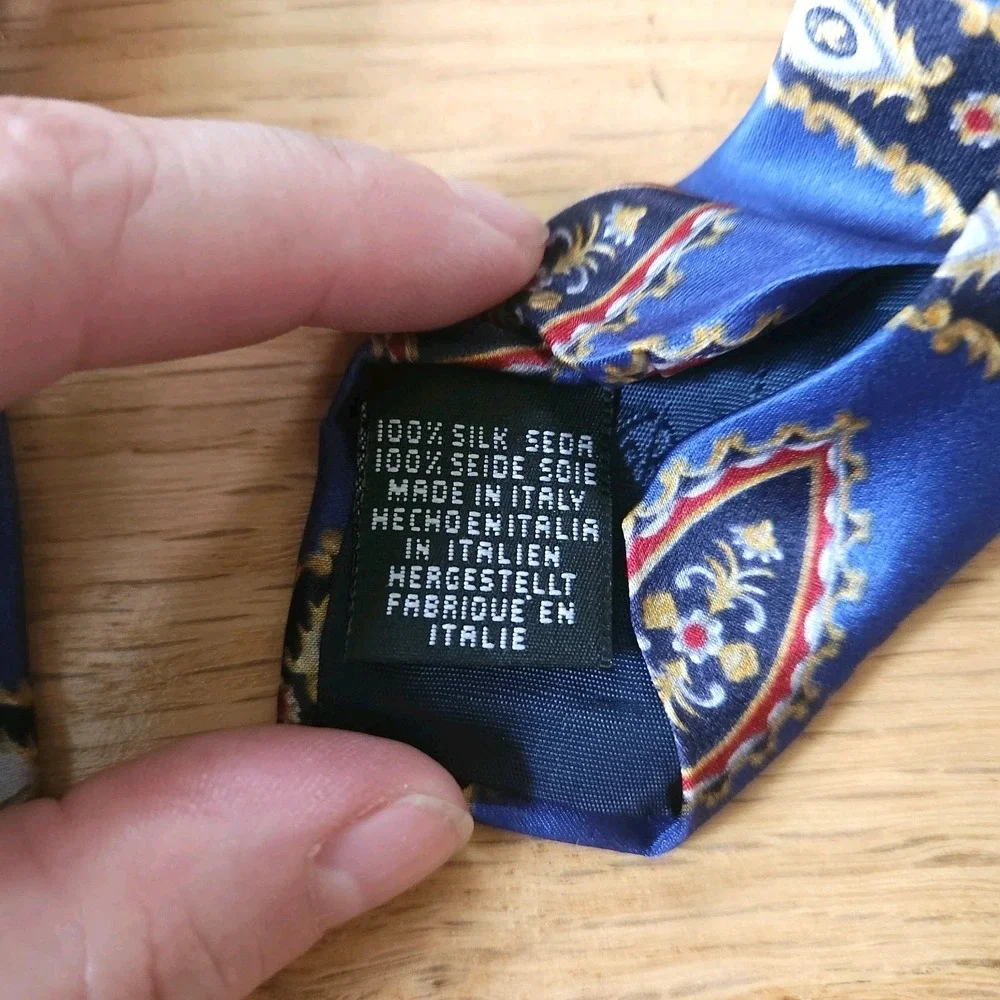 100% SILK SEDA
100% SEIDE SOIE
MADE IN ITALY
HECHO EN ITALIA
IN ITALIEN
HERGESTELLT
FABRIQUE EN
ITALIE